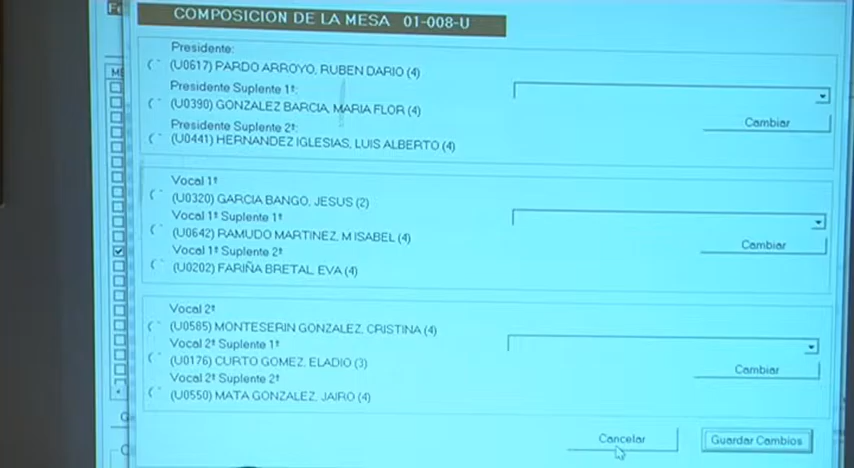 COMPOSICION DE LA MESA 01-008-U
Presidente:
(U0617) PARDO ARROYO, RUBEN DARIO (4)
Presidente Suplente 1º:
(U0390) GONZALEZ BARCIA, MARIA FLOR (4)
Presidente Suplente 2º:
(U0441) HERNANDEZ IGLESIAS, LUIS ALBERTO (4)
Cambiar
Vocal 1º
(U0320) GARCIA BANGO, JESUS (2)
Vocal 1º Suplente 1º
(U0642) RAMUDO MARTINEZ, M ISABEL (4)
Vocal 1º Suplente 2º
(U0202) FARIÑA BRETAL, EVA (4)
Cambiar
Vocal 2º
(U0585) MONTESERIN GONZALEZ, CRISTINA (4)
Vocal 2º Suplente 1º
(U0176) CURTO GOMEZ, ELADIO (3)
Vocal 2º Suplente 2º
(U0550) MATA GONZALEZ, JAIRO (4)
Cambiar
Cancelar
Guardar Cambios